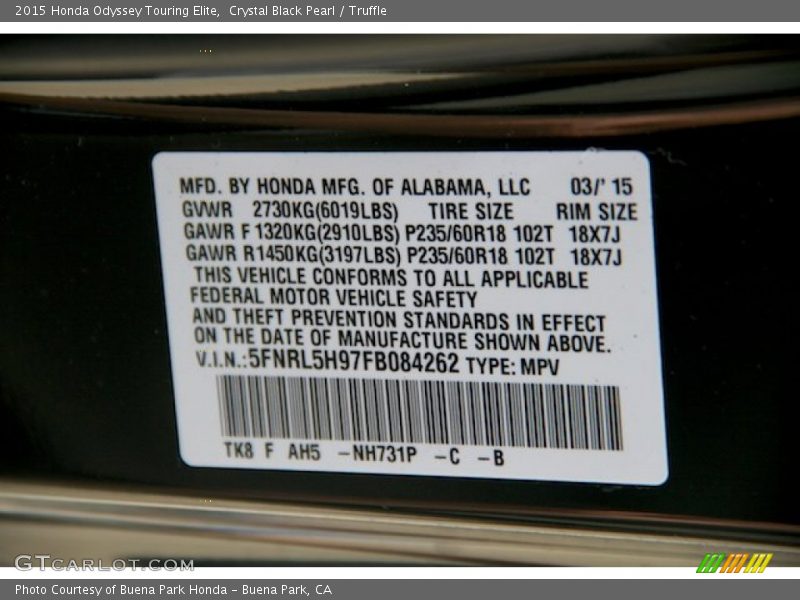 2015 Honda Odyssey Touring Elite,  Crystal Black Pearl / Truffle
MFD. BY HONDA MFG. OF ALABAMA, LLC 03/' 15
GVWR 2730KG(6019LBS) TIRE SIZE RIM SIZE
GAWR F 1320KG(2910LBS) P235/60R18 102T 18X7J
GAWR R1450KG(3197LBS) P235/60R18 102T 18X7J
THIS VEHICLE CONFORMS TO ALL APPLICABLE
FEDERAL MOTOR VEHICLE SAFETY
AND THEFT PREVENTION STANDARDS IN EFFECT
ON THE DATE OF MANUFACTURE SHOWN ABOVE.
V.I.N.:5FNRL5H97FB084262 TYPE: MPV
TK8 F AH5 -NH731P -C -B
GTCARLOT.COM
Photo Courtesy of Buena Park Honda - Buena Park, CA